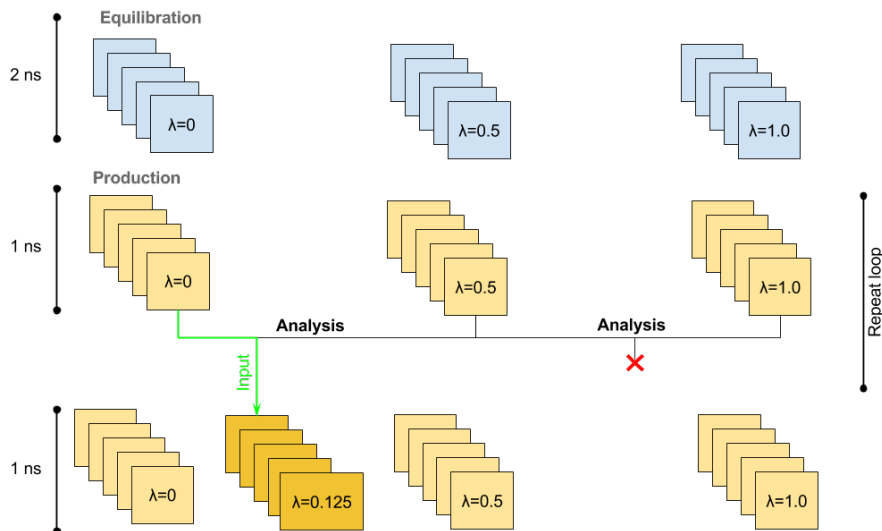 Equilibration
2 ns
λ=0
λ=0.5
λ=1.0
Production
1 ns
λ=0
λ=0.5
λ=1.0
Repeat loop
Analysis
Analysis
Input
1 ns
λ=0
λ=0.125
λ=0.5
λ=1.0